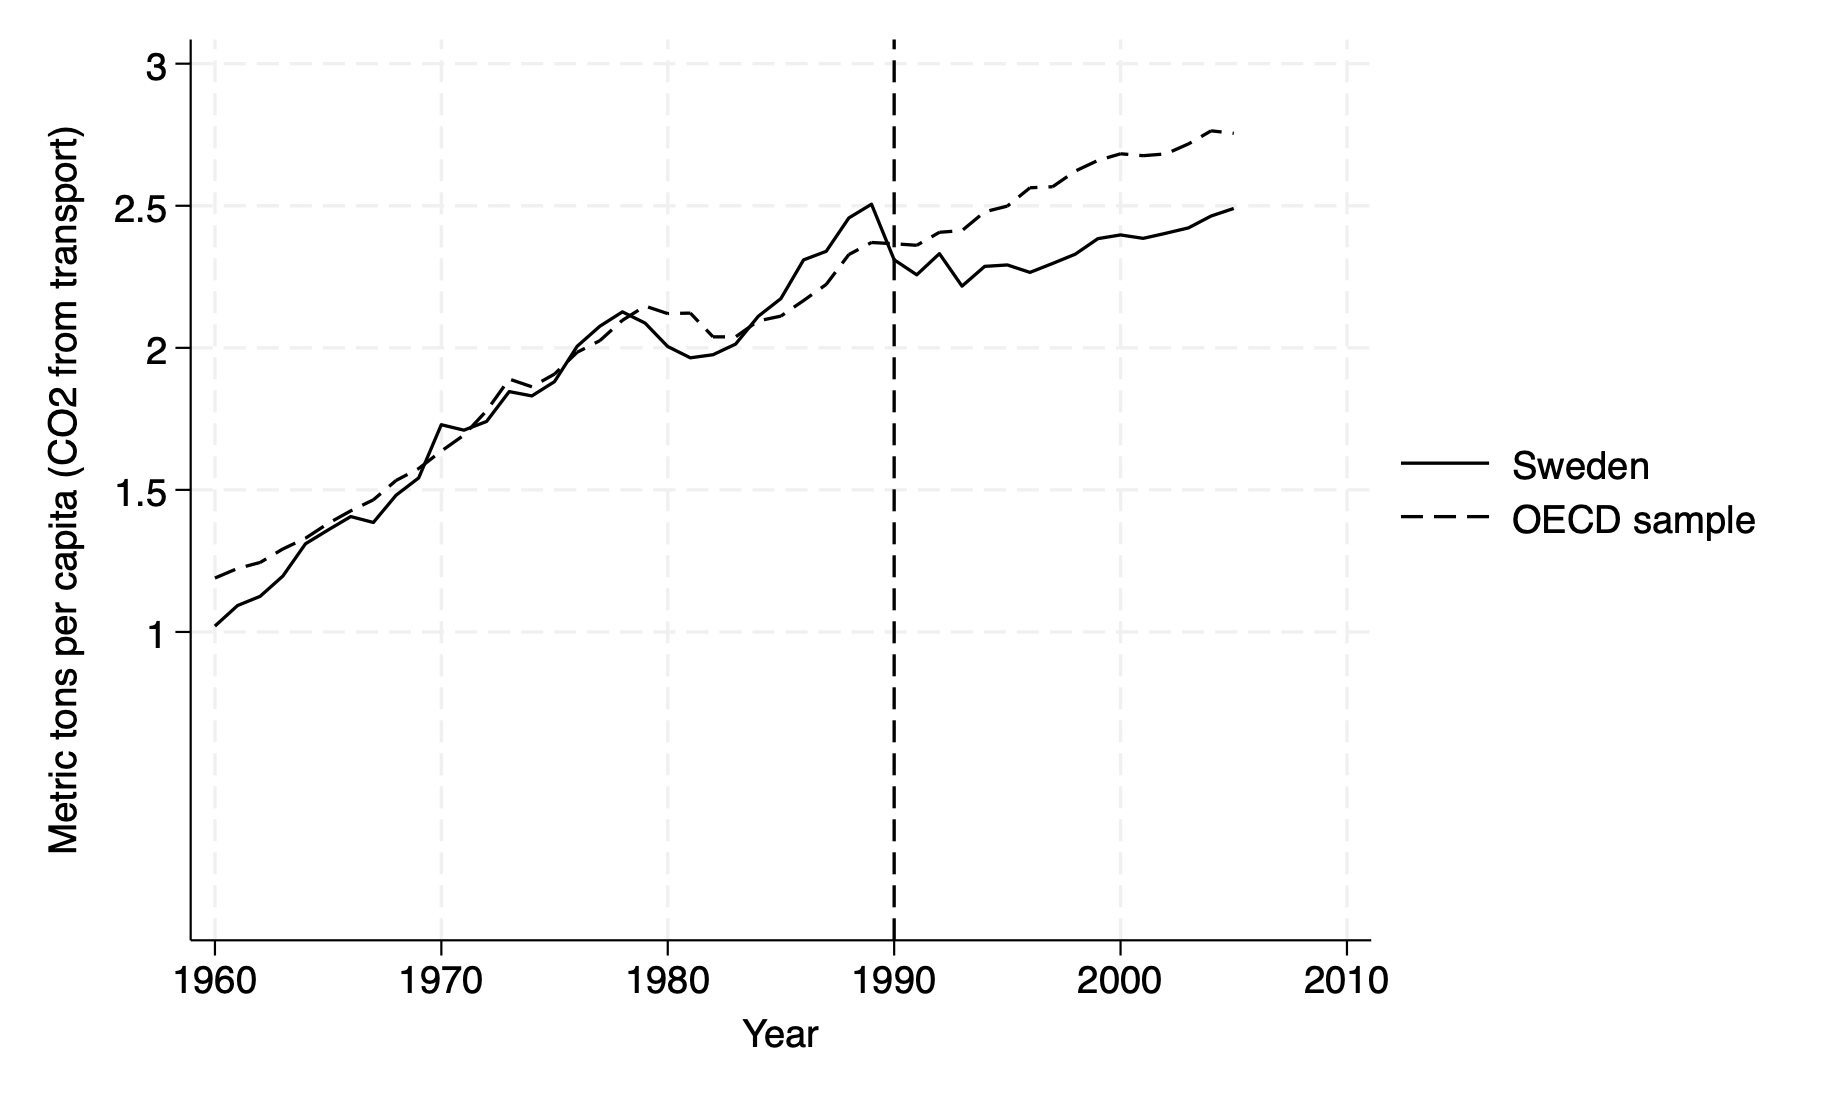 Metric tons per capita (CO2 from transport)
3
2.5
2
1.5
1
1960 1970 1980 1990 2000 2010
Year
Sweden
OECD sample